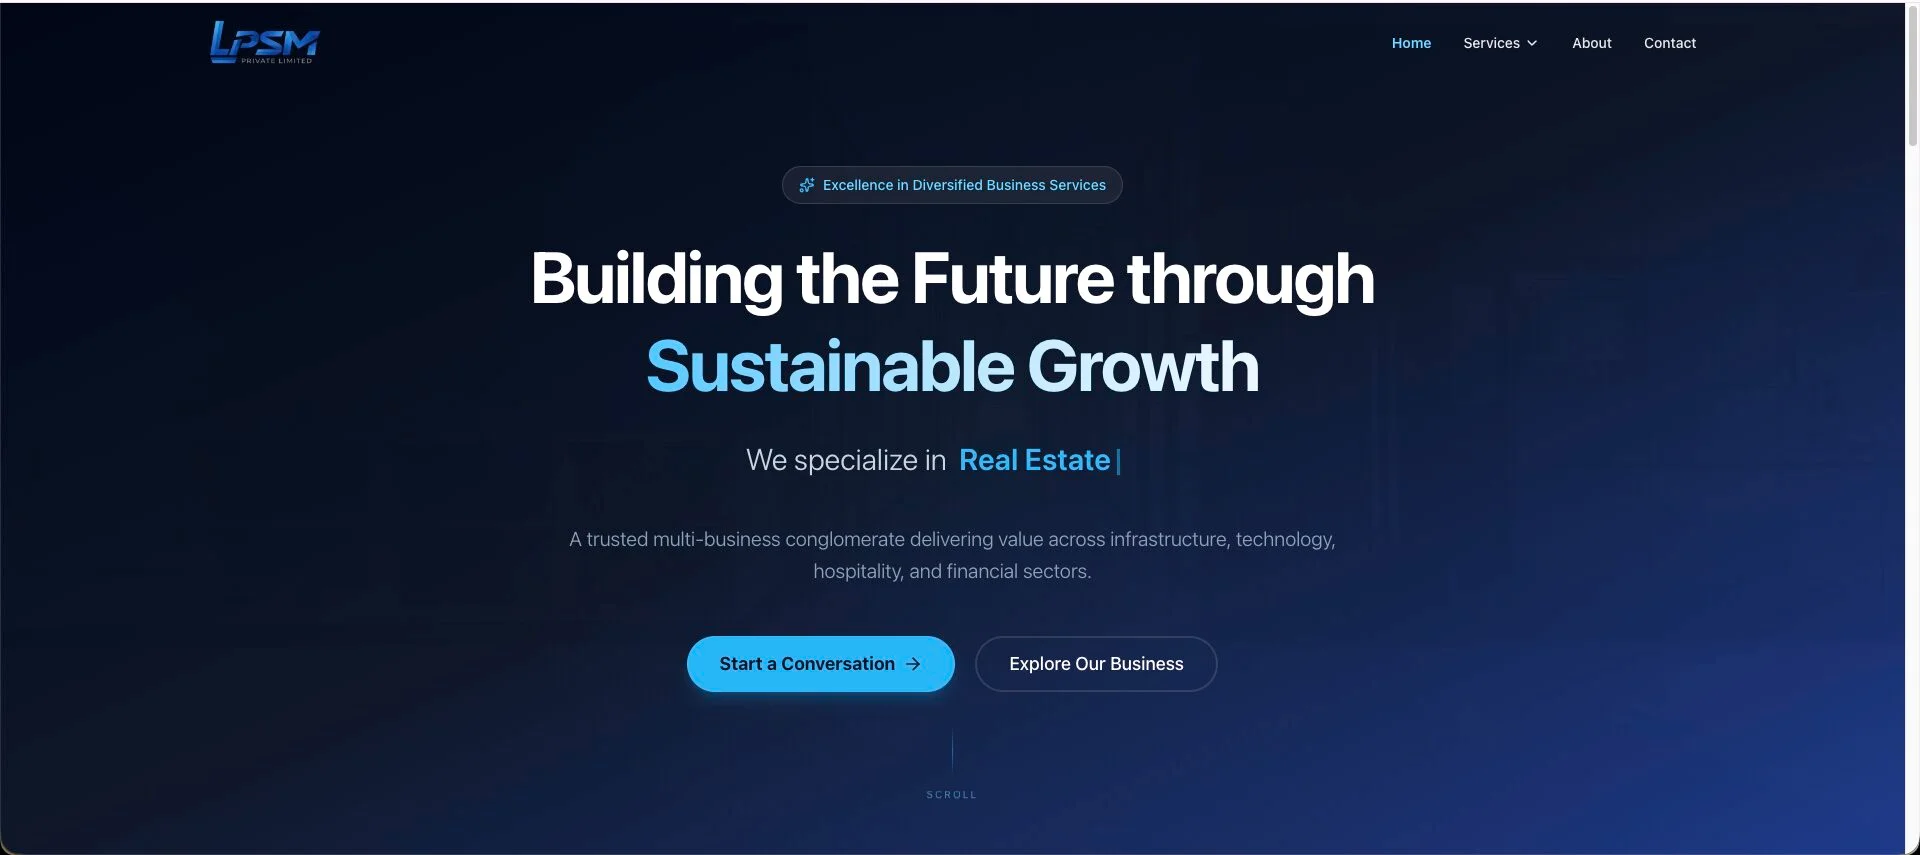 LPSM
PRIVATE LIMITED
Home
Services
About
Contact
Excellence in Diversified Business Services
Building the Future through
Sustainable Growth
We specialize in Real Estate|
A trusted multi-business conglomerate delivering value across infrastructure, technology,
hospitality, and financial sectors.
Start a Conversation →
Explore Our Business
SCROLL